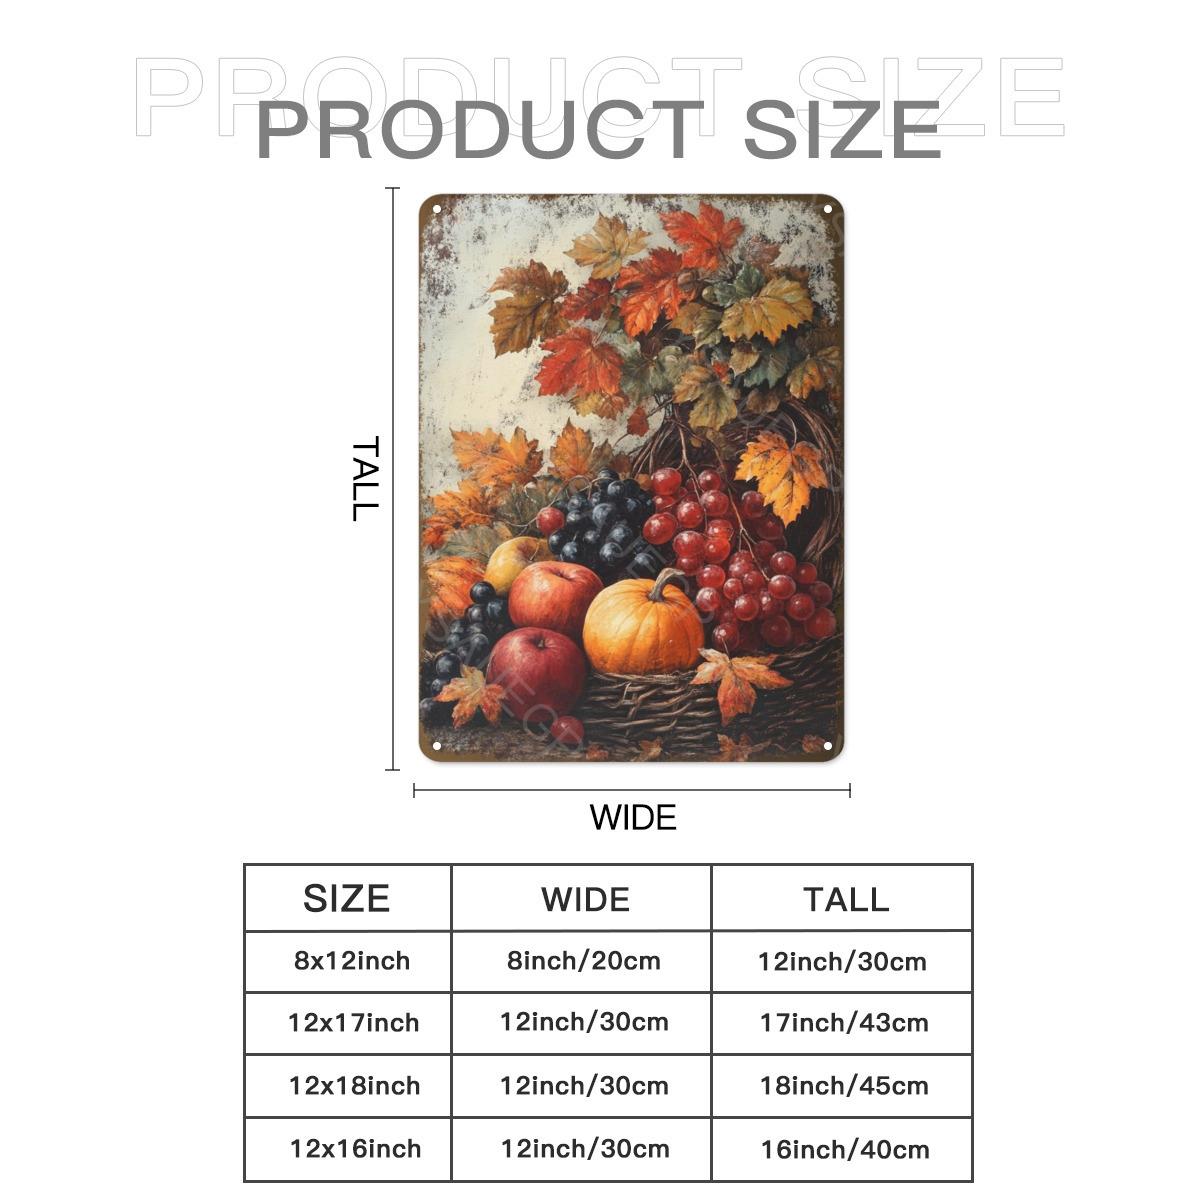 PRODUCT SIZE
PRODUCT SIZE
TALL
WIDE
SIZE WIDE TALL
8x12inch 8inch/20cm 12inch/30cm
12x17inch 12inch/30cm 17inch/43cm
12x18inch 12inch/30cm 18inch/45cm
12x16inch 12inch/30cm 16inch/40cm